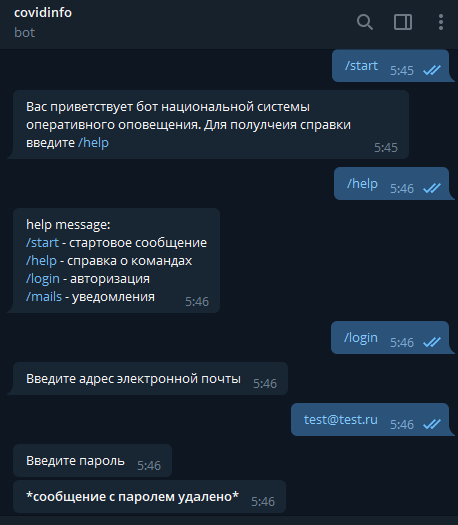 covidinfo
bot
/start 5:45
Вас приветствует бот национальной системы
оперативного оповещения. Для полулчеия справки
введите /help 5:45
/help 5:46
help message:
/start - стартовое сообщение
/help - справка о командах
/login - авторизация
/mails - уведомления 5:46
/login 5:46
Введите адрес электронной почты 5:46
test@test.ru 5:46
Введите пароль 5:46
*сообщение с паролем удалено* 5:46